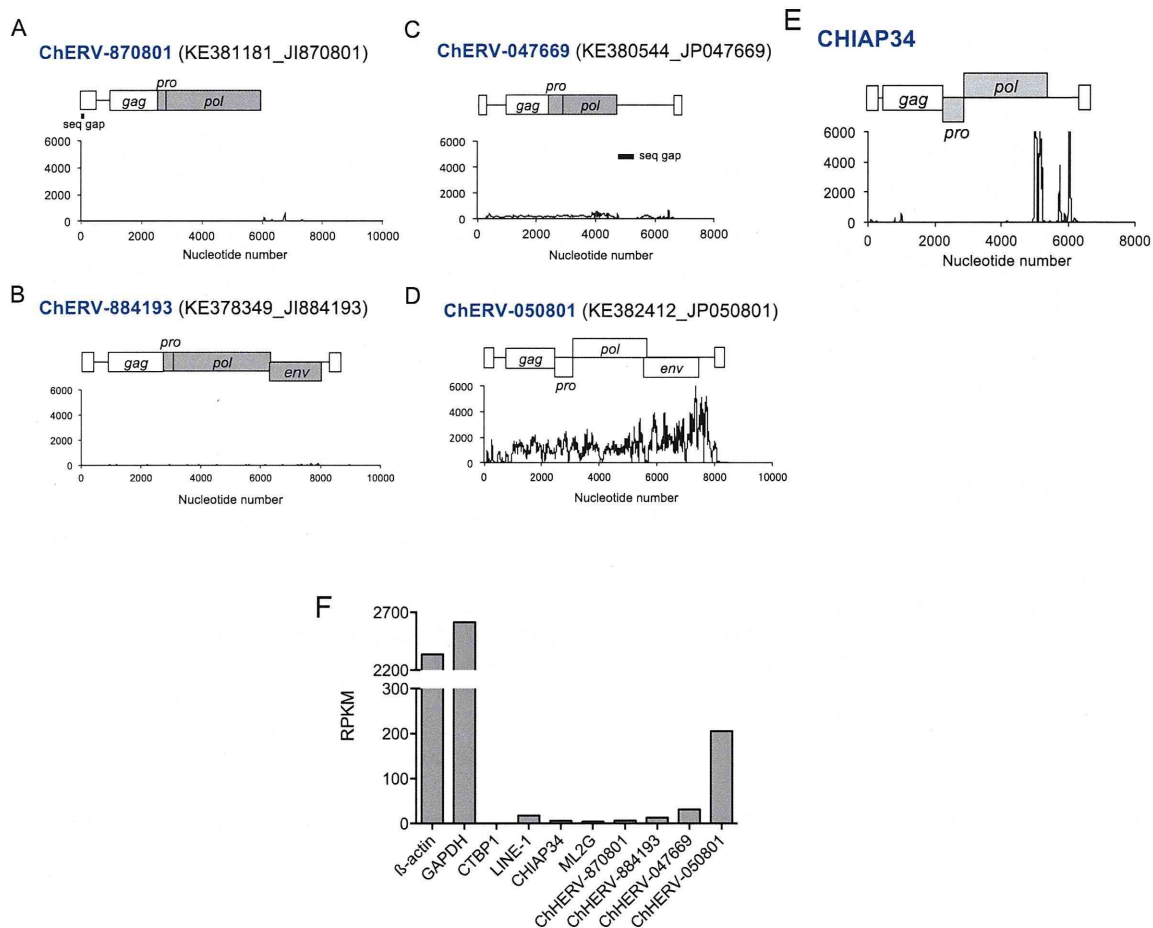 A
ChERV-870801 (KE381181_JI870801)
pro
gag
pol
seq gap
6000
4000
2000
0
0
2000
4000
6000
8000
10000
Nucleotide number
B
ChERV-884193 (KE378349_JI884193)
pro
gag
pol
env
6000
4000
2000
0
0
2000
4000
6000
8000
10000
Nucleotide number
C
ChERV-047669 (KE380544_JP047669)
pro
gag
pol
seq gap
6000
4000
2000
0
0
2000
4000
6000
8000
Nucleotide number
D
ChERV-050801 (KE382412_JP050801)
gag
pol
env
pro
6000
4000
2000
0
0
2000
4000
6000
8000
10000
Nucleotide number
E
CHIAP34
gag
pol
pro
6000
4000
2000
0
0
2000
4000
6000
8000
Nucleotide number
F
RPKM
2700
2200
300
200
100
0
ß-actin
GAPDH
CTBP1
LINE-1
CHIAP34
ML2G
ChHERV-870801
ChHERV-884193
ChHERV-047669
ChHERV-050801